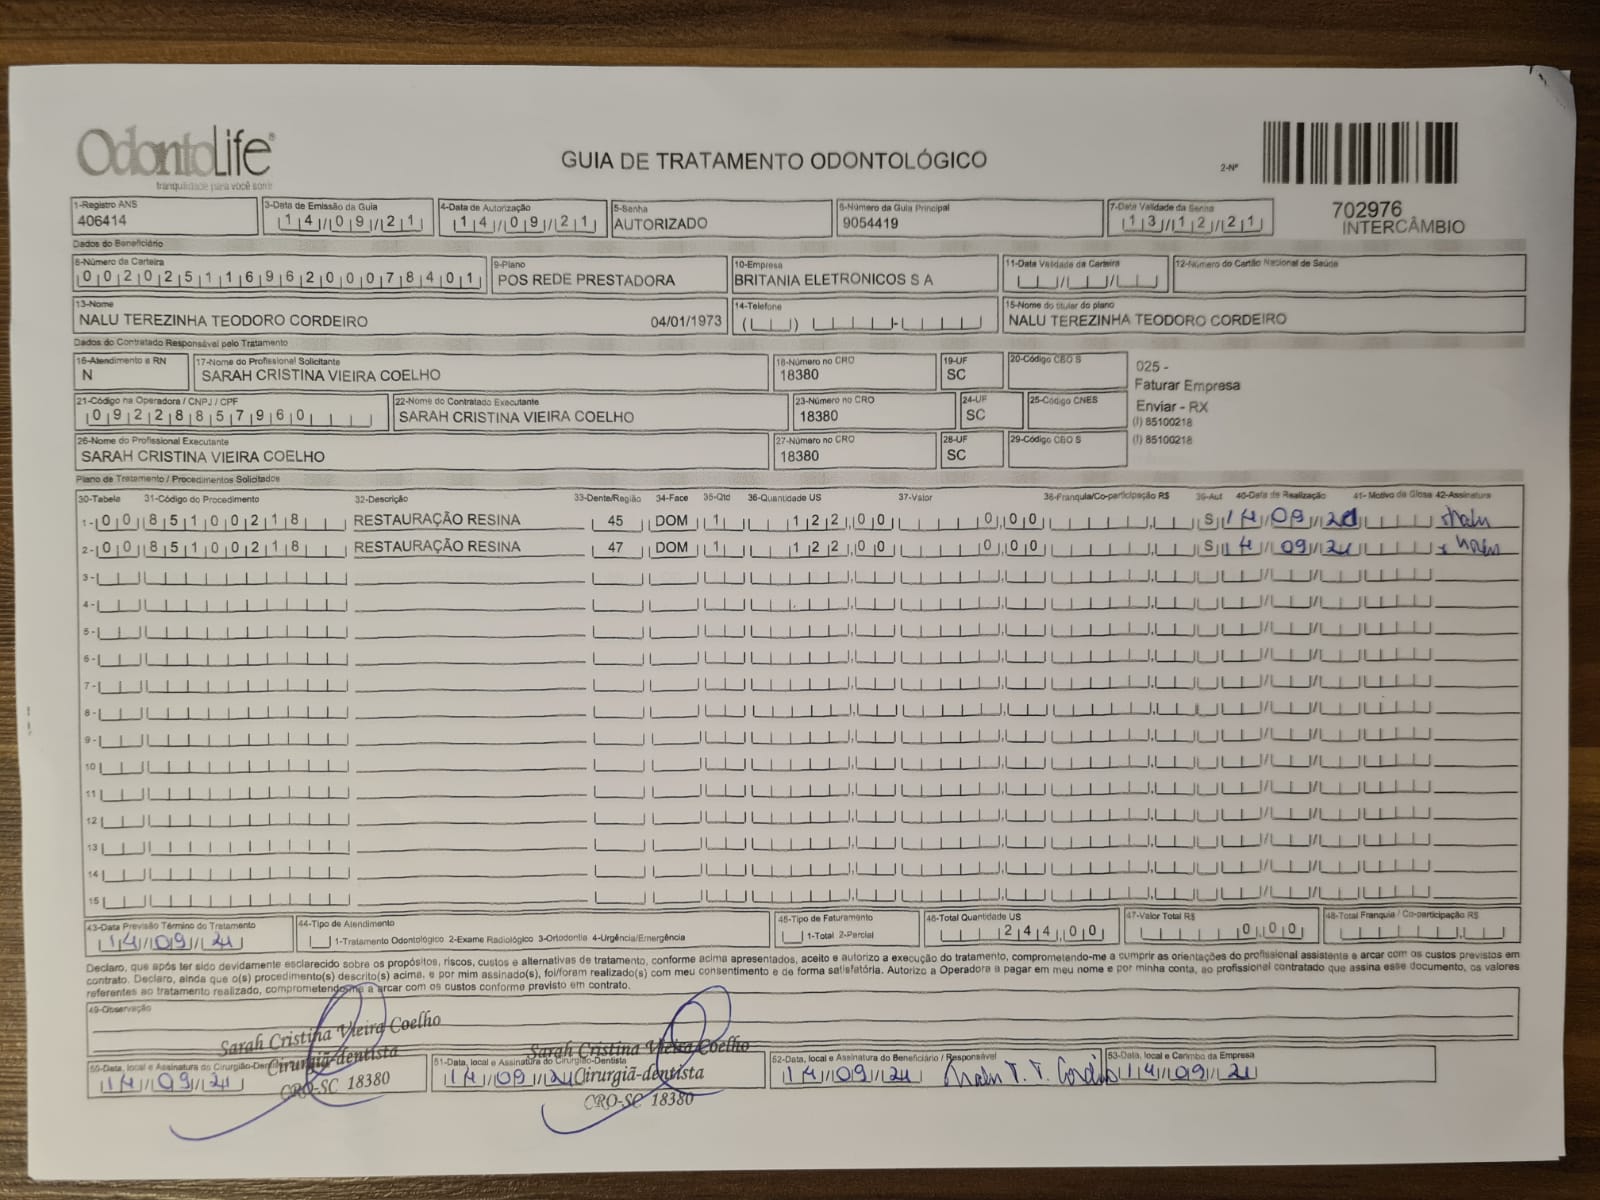 OdontoLife®
tranquilidade para você sorrir
GUIA DE TRATAMENTO ODONTOLÓGICO
2-Nº
702976
INTERCÂMBIO
1-Registro ANS
406414
3-Data de Emissão da Guia
14/09/21
4-Data de Autorização
14/09/21
5-Senha
AUTORIZADO
6-Número da Guia Principal
9054419
7-Data Validade da Senha
13/12/21
Dados do Beneficiário
8-Número da Carteira
00202511696200078401
9-Plano
POS REDE PRESTADORA
10-Empresa
BRITANIA ELETRONICOS S A
11-Data Validade da Carteira
12-Número do Cartão Nacional de Saúde
13-Nome
NALU TEREZINHA TEODORO CORDEIRO 04/01/1973
14-Telefone
15-Nome do titular do plano
NALU TEREZINHA TEODORO CORDEIRO
Dados do Contratado Responsável pelo Tratamento
16-Atendimento a RN
N
17-Nome do Profissional Solicitante
SARAH CRISTINA VIEIRA COELHO
18-Número no CRO
18380
19-UF
SC
20-Código CBO S
025 -
Faturar Empresa
Enviar - RX
(I) 85100218
(I) 85100218
21-Código na Operadora / CNPJ / CPF
09228857960
22-Nome do Contratado Executante
SARAH CRISTINA VIEIRA COELHO
23-Número no CRO
18380
24-UF
SC
25-Código CNES
26-Nome do Profissional Executante
SARAH CRISTINA VIEIRA COELHO
27-Número no CRO
18380
28-UF
SC
29-Código CBO S
Plano de Tratamento / Procedimentos Solicitados
30-Tabela 31-Código do Procedimento 32-Descrição 33-Dente/Região 34-Face 35-Qtd 36-Quantidade US 37-Valor 38-Franquia/Co-participação R$ 39-Aut 40-Data de Realização 41- Motivo da Glosa 42-Assinatura
1- 00 85100218 RESTAURAÇÃO RESINA 45 DOM 1 122,00 0,00 S 14/09/21 Nalu
2- 00 85100218 RESTAURAÇÃO RESINA 47 DOM 1 122,00 0,00 S 14/09/21 x Nalu
3-
4-
5-
6-
7-
8-
9-
10
11
12
13
14
15
43-Data Previsão Término do Tratamento
14/09/21
44-Tipo de Atendimento
1-Tratamento Odontológico 2-Exame Radiológico 3-Ortodontia 4-Urgência/Emergência
45-Tipo de Faturamento
1-Total 2-Parcial
46-Total Quantidade US
244,00
47-Valor Total R$
0,00
48-Total Franquia / Co-participação R$
Declaro, que após ter sido devidamente esclarecido sobre os propósitos, riscos, custos e alternativas de tratamento, conforme acima apresentados, aceito e autorizo a execução do tratamento, comprometendo-me a cumprir as orientações do profissional assistente e arcar com os custos previstos em
contrato. Declaro, ainda que o(s) procedimento(s) descrito(s) acima, e por mim assinado(s), foi/foram realizado(s) com meu consentimento e de forma satisfatória. Autorizo a Operadora a pagar em meu nome e por minha conta, ao profissional contratado que assina esse documento, os valores
referentes ao tratamento realizado, comprometendo-me a arcar com os custos conforme previsto em contrato.
49-Observação
Sarah Cristina Vieira Coelho
Cirurgiã-dentista
CRO-SC 18380
Sarah Cristina Vieira Coelho
Cirurgiã-dentista
CRO-SC 18380
50-Data, local e Assinatura do Cirurgião-Dentista
14/09/21
51-Data, local e Assinatura do Cirurgião-Dentista
14/09/21
52-Data, local e Assinatura do Beneficiário / Responsável
14/09/21 Nalu T. T. Cordeiro
53-Data, local e Carimbo da Empresa
14/09/21